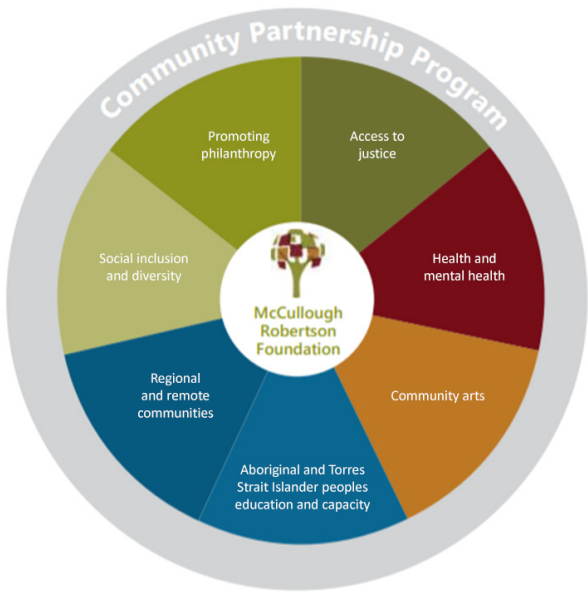 Community Partnership Program
Promoting
philanthropy
Access to
justice
Social inclusion
and diversity
Health and
mental health
McCullough
Robertson
Foundation
Regional
and remote
communities
Community arts
Aboriginal and Torres
Strait Islander peoples
education and capacity